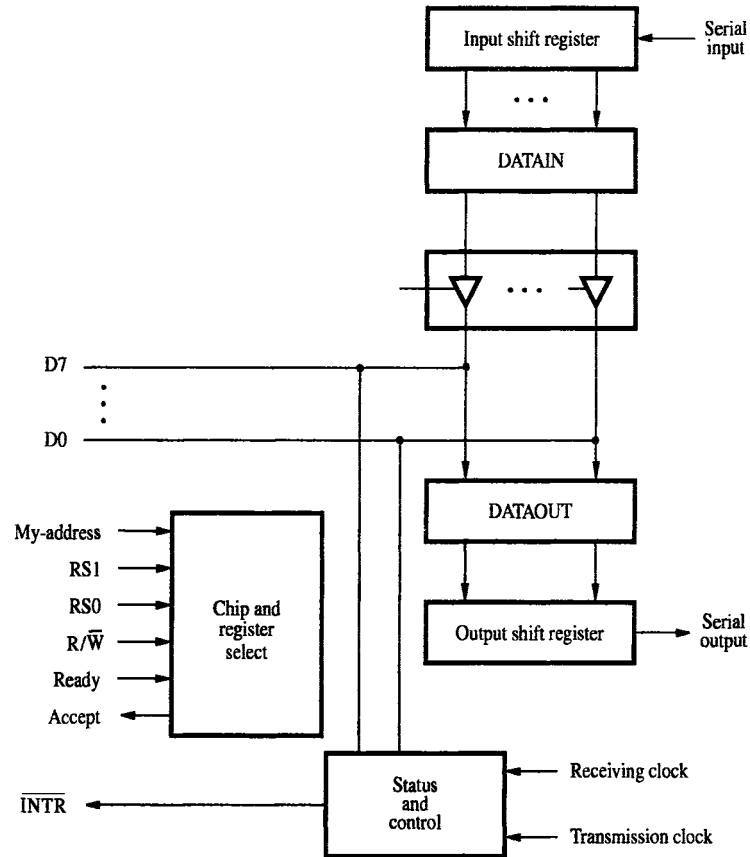 Input shift register
Serial
input
DATAIN
D7
D0
DATAOUT
My-address
RS1
RS0
R/W̅
Ready
Accept
Chip and
register
select
Output shift register
Serial
output
I̅N̅T̅R̅
Status
and
control
Receiving clock
Transmission clock